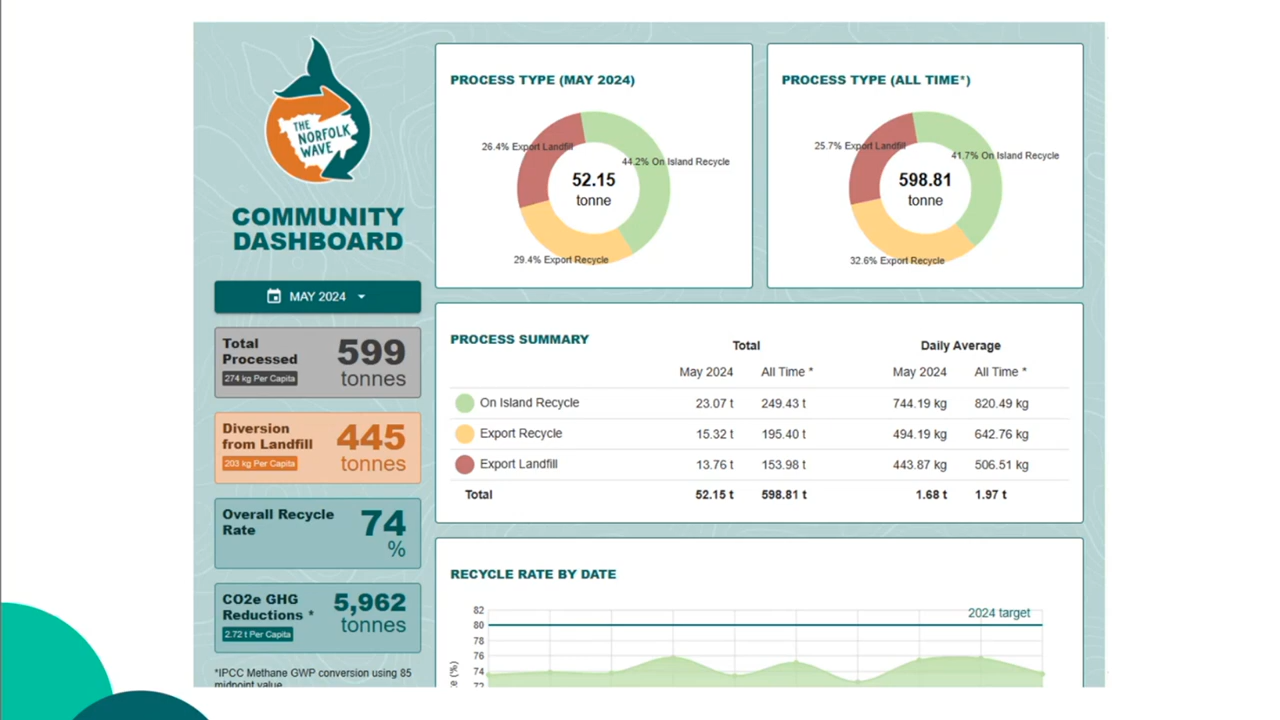 THE
NORFOLK
WAVE
COMMUNITY
DASHBOARD
MAY 2024
Total
Processed
274 kg Per Capita
599
tonnes
Diversion
from Landfill
203 kg Per Capita
445
tonnes
Overall Recycle
Rate
74
%
CO2e GHG
Reductions *
2.72 t Per Capita
5,962
tonnes
*IPCC Methane GWP conversion using 85
midpoint value
PROCESS TYPE (MAY 2024)
26.4% Export Landfill
44.2% On Island Recycle
52.15
tonne
29.4% Export Recycle
PROCESS TYPE (ALL TIME*)
25.7% Export Landfill
41.7% On Island Recycle
598.81
tonne
32.6% Export Recycle
PROCESS SUMMARY
Total Daily Average
May 2024 All Time * May 2024 All Time *
On Island Recycle 23.07 t 249.43 t 744.19 kg 820.49 kg
Export Recycle 15.32 t 195.40 t 494.19 kg 642.76 kg
Export Landfill 13.76 t 153.98 t 443.87 kg 506.51 kg
Total 52.15 t 598.81 t 1.68 t 1.97 t
RECYCLE RATE BY DATE
2024 target
82
80
78
76
74
72
(%)